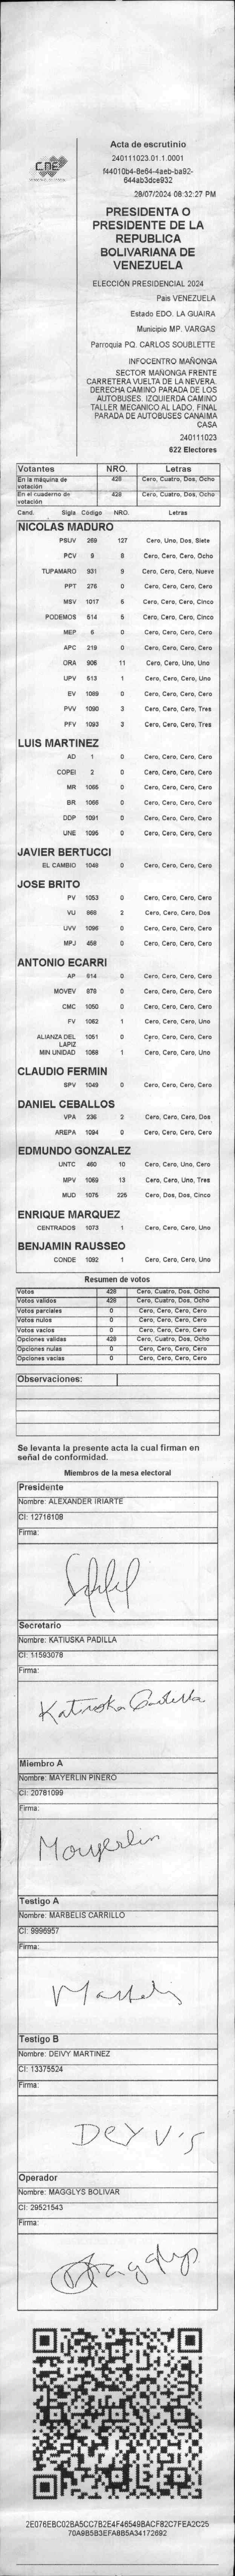 Acta de escrutinio
CNE
240111023.01.1.0001
f44010b4-8e64-4aeb-ba92-
644ab3dce932
28/07/2024 08:32:27 PM
PRESIDENTA O
PRESIDENTE DE LA
REPUBLICA
BOLIVARIANA DE
VENEZUELA
ELECCIÓN PRESIDENCIAL 2024
Pais VENEZUELA
Estado EDO. LA GUAIRA
Municipio MP. VARGAS
Parroquia PQ. CARLOS SOUBLETTE
INFOCENTRO MAÑONGA
SECTOR MAÑONGA FRENTE
CARRETERA VUELTA DE LA NEVERA.
DERECHA CAMINO PARADA DE LOS
AUTOBUSES. IZQUIERDA CAMINO
TALLER MECANICO AL LADO. FINAL
PARADA DE AUTOBUSES CANAIMA
CASA
240111023
622 Electores
Votantes NRO. Letras
En la máquina de votación 428 Cero, Cuatro, Dos, Ocho
En el cuaderno de votación 428 Cero, Cuatro, Dos, Ocho
Cand. Sigla Código NRO. Letras
NICOLAS MADURO
PSUV 269 127 Cero, Uno, Dos, Siete
PCV 9 8 Cero, Cero, Cero, Ocho
TUPAMARO 931 9 Cero, Cero, Cero, Nueve
PPT 276 0 Cero, Cero, Cero, Cero
MSV 1017 5 Cero, Cero, Cero, Cinco
PODEMOS 514 5 Cero, Cero, Cero, Cinco
MEP 6 0 Cero, Cero, Cero, Cero
APC 219 0 Cero, Cero, Cero, Cero
ORA 906 11 Cero, Cero, Uno, Uno
UPV 613 1 Cero, Cero, Cero, Uno
EV 1089 0 Cero, Cero, Cero, Cero
PVV 1090 3 Cero, Cero, Cero, Tres
PFV 1093 3 Cero, Cero, Cero, Tres
LUIS MARTINEZ
AD 1 0 Cero, Cero, Cero, Cero
COPEI 2 0 Cero, Cero, Cero, Cero
MR 1065 0 Cero, Cero, Cero, Cero
BR 1066 0 Cero, Cero, Cero, Cero
DDP 1091 0 Cero, Cero, Cero, Cero
UNE 1095 0 Cero, Cero, Cero, Cero
JAVIER BERTUCCI
EL CAMBIO 1048 0 Cero, Cero, Cero, Cero
JOSE BRITO
PV 1053 0 Cero, Cero, Cero, Cero
VU 868 2 Cero, Cero, Cero, Dos
UVV 1096 0 Cero, Cero, Cero, Cero
MPJ 458 0 Cero, Cero, Cero, Cero
ANTONIO ECARRI
AP 614 0 Cero, Cero, Cero, Cero
MOVEV 878 0 Cero, Cero, Cero, Cero
CMC 1050 0 Cero, Cero, Cero, Cero
FV 1062 1 Cero, Cero, Cero, Uno
ALIANZA DEL LAPIZ 1051 0 Cero, Cero, Cero, Cero
MIN UNIDAD 1068 1 Cero, Cero, Cero, Uno
CLAUDIO FERMIN
SPV 1049 0 Cero, Cero, Cero, Cero
DANIEL CEBALLOS
VPA 236 2 Cero, Cero, Cero, Dos
AREPA 1094 0 Cero, Cero, Cero, Cero
EDMUNDO GONZALEZ
UNTC 460 10 Cero, Cero, Uno, Cero
MPV 1069 13 Cero, Cero, Uno, Tres
MUD 1075 225 Cero, Dos, Dos, Cinco
ENRIQUE MARQUEZ
CENTRADOS 1073 1 Cero, Cero, Cero, Uno
BENJAMIN RAUSSEO
CONDE 1092 1 Cero, Cero, Cero, Uno
Resumen de votos
Votos 428 Cero, Cuatro, Dos, Ocho
Votos validos 428 Cero, Cuatro, Dos, Ocho
Votos parciales 0 Cero, Cero, Cero, Cero
Votos nulos 0 Cero, Cero, Cero, Cero
Votos vacios 0 Cero, Cero, Cero, Cero
Opciones validas 428 Cero, Cuatro, Dos, Ocho
Opciones nulas 0 Cero, Cero, Cero, Cero
Opciones vacias 0 Cero, Cero, Cero, Cero
Observaciones:
Se levanta la presente acta la cual firman en
señal de conformidad.
Miembros de la mesa electoral
Presidente
Nombre: ALEXANDER IRIARTE
CI: 12716108
Firma:
Secretario
Nombre: KATIUSKA PADILLA
CI: 11593078
Firma:
Katiuska Padilla
Miembro A
Nombre: MAYERLIN PIÑERO
CI: 20781099
Firma:
Mayerlin
Testigo A
Nombre: MARBELIS CARRILLO
CI: 9996957
Firma:
Testigo B
Nombre: DEIVY MARTINEZ
CI: 13375524
Firma:
Operador
Nombre: MAGGLYS BOLIVAR
CI: 29521543
Firma:
2E076EBC02BA5CC7B2E4F46549BACF82C7FEA2C25
70A9B5B3EFA8B5A34172692